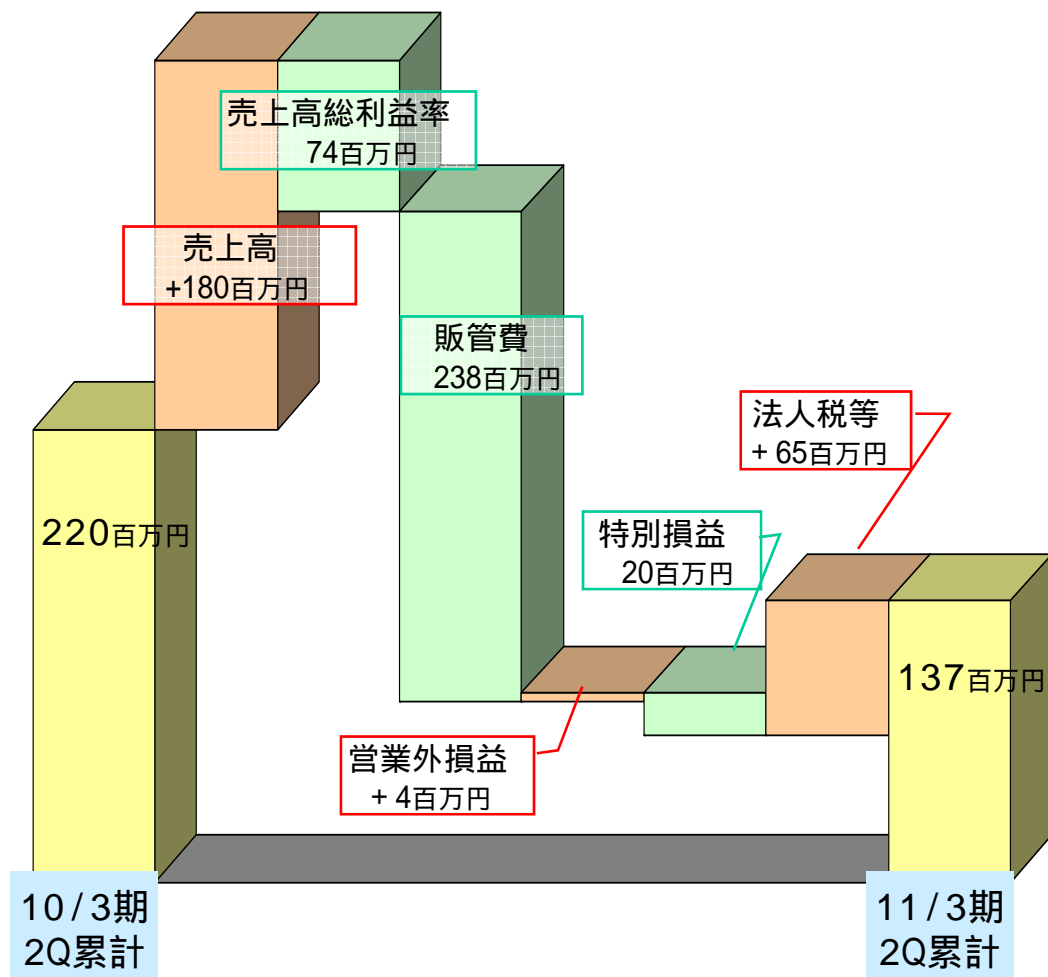 売上高総利益率
74百万円
売上高
+180百万円
販管費
238百万円
法人税等
+ 65百万円
220百万円
特別損益
20百万円
137百万円
営業外損益
+ 4百万円
10/3期
2Q累計
11/3期
2Q累計